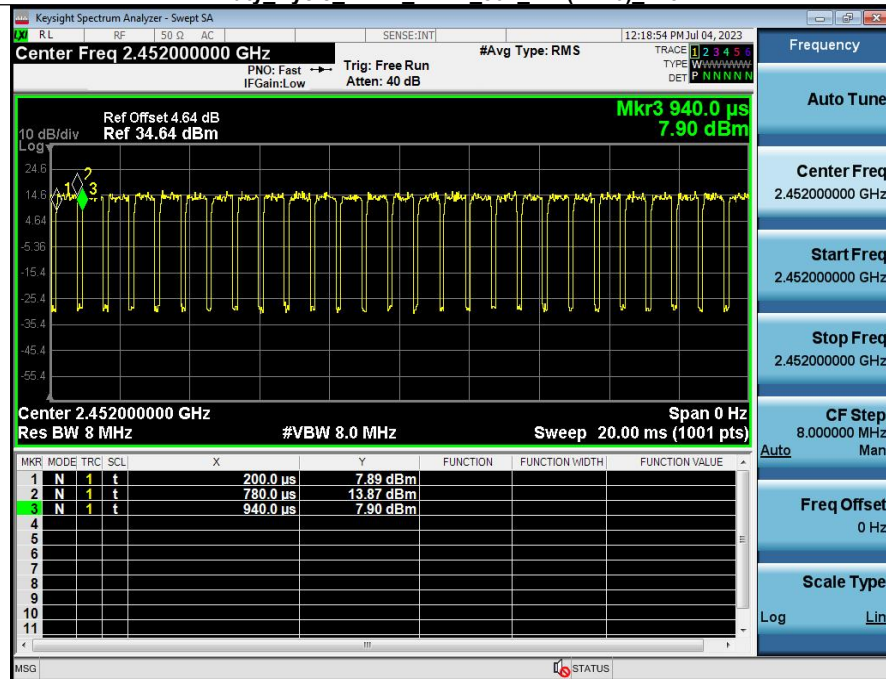 Keysight Spectrum Analyzer - Swept SA
LXI RL RF 50 Ω AC SENSE:INT 12:18:54 PM Jul 04, 2023
Center Freq 2.452000000 GHz #Avg Type: RMS TRACE 1 2 3 4 5 6
PNO: Fast Trig: Free Run TYPE WWWWWW
IFGain:Low Atten: 40 dB DET P N N N N N
Mkr3 940.0 µs
7.90 dBm
Ref Offset 4.64 dB
10 dB/div Ref 34.64 dBm
Log
24.6
14.6
4.64
-5.36
-15.4
-25.4
-35.4
-45.4
-55.4
1 2 3
Center 2.452000000 GHz Span 0 Hz
Res BW 8 MHz #VBW 8.0 MHz Sweep 20.00 ms (1001 pts)
MKR MODE TRC SCL X Y FUNCTION FUNCTION WIDTH FUNCTION VALUE
1 N 1 t 200.0 µs 7.89 dBm
2 N 1 t 780.0 µs 13.87 dBm
3 N 1 t 940.0 µs 7.90 dBm
4
5
6
7
8
9
10
11
MSG STATUS
Frequency
Auto Tune
Center Freq
2.452000000 GHz
Start Freq
2.452000000 GHz
Stop Freq
2.452000000 GHz
CF Step
8.000000 MHz
Auto Man
Freq Offset
0 Hz
Scale Type
Log Lin